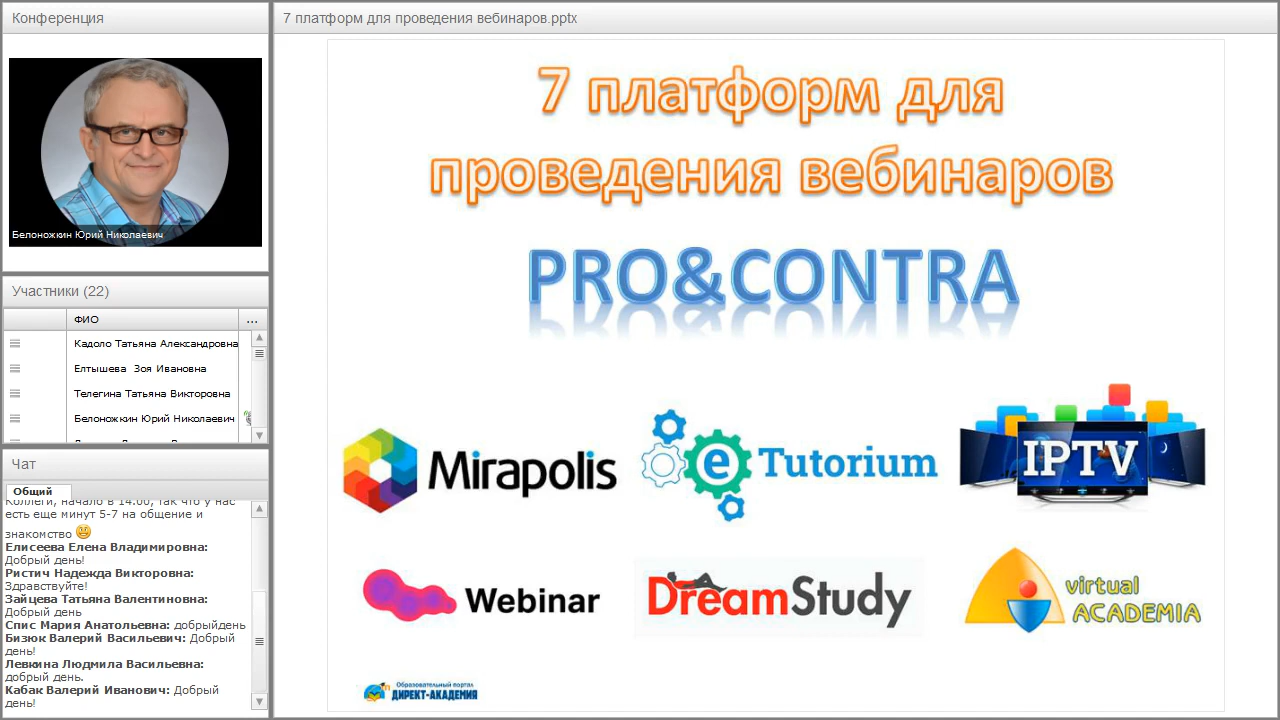 Конференция
Белоножкин Юрий Николаевич
Участники (22)
ФИО
...
Кадоло Татьяна Александровна
Елтышева Зоя Ивановна
Телегина Татьяна Викторовна
Белоножкин Юрий Николаевич
Чат
Общий
Коллеги, начало в 14.00, так что у нас
есть еще минут 5-7 на общение и
знакомство
Елисеева Елена Владимировна:
Добрый день!
Ристич Надежда Викторовна:
Здравствуйте!
Зайцева Татьяна Валентиновна:
Добрый день
Спис Мария Анатольевна: добрыйдень
Бизюк Валерий Васильевич: Добрый
день!
Левкина Людмила Васильевна:
добрый день.
Кабак Валерий Иванович: Добрый
день!
7 платформ для проведения вебинаров.pptx
7 платформ для
проведения вебинаров
PRO&CONTRA
Mirapolis
e Tutorium
IPTV
Webinar
DreamStudy
virtual
ACADEMIA
Образовательный портал
ДИРЕКТ-АКАДЕМИЯ